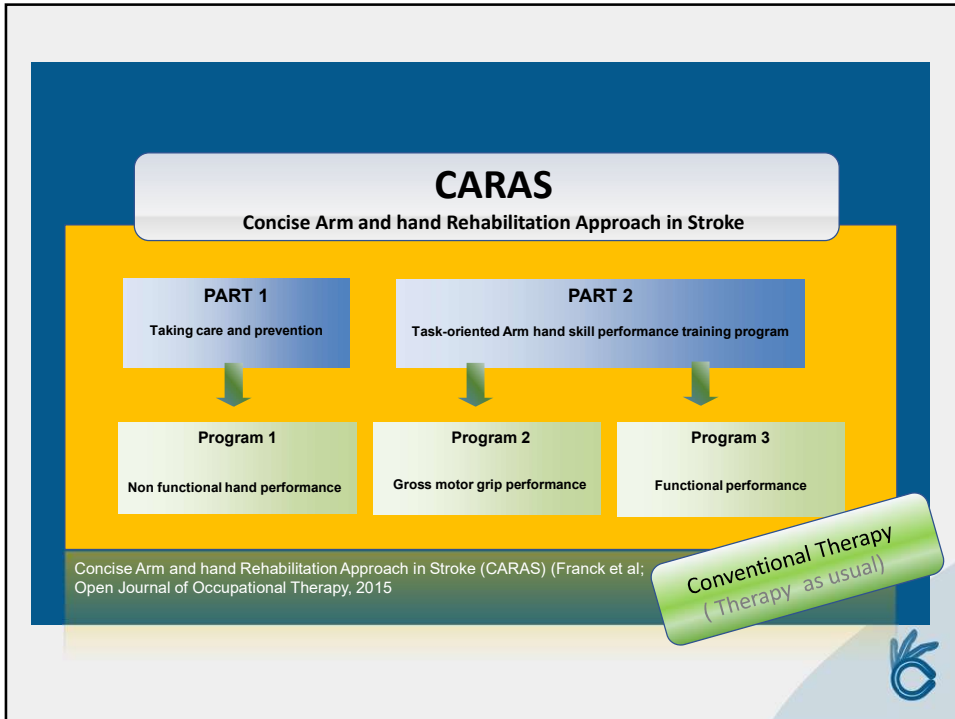 CARAS
Concise Arm and hand Rehabilitation Approach in Stroke
PART 1
Taking care and prevention
PART 2
Task-oriented Arm hand skill performance training program
Program 1
Non functional hand performance
Program 2
Gross motor grip performance
Program 3
Functional performance
Concise Arm and hand Rehabilitation Approach in Stroke (CARAS) (Franck et al;
Open Journal of Occupational Therapy, 2015
Conventional Therapy
( Therapy as usual)